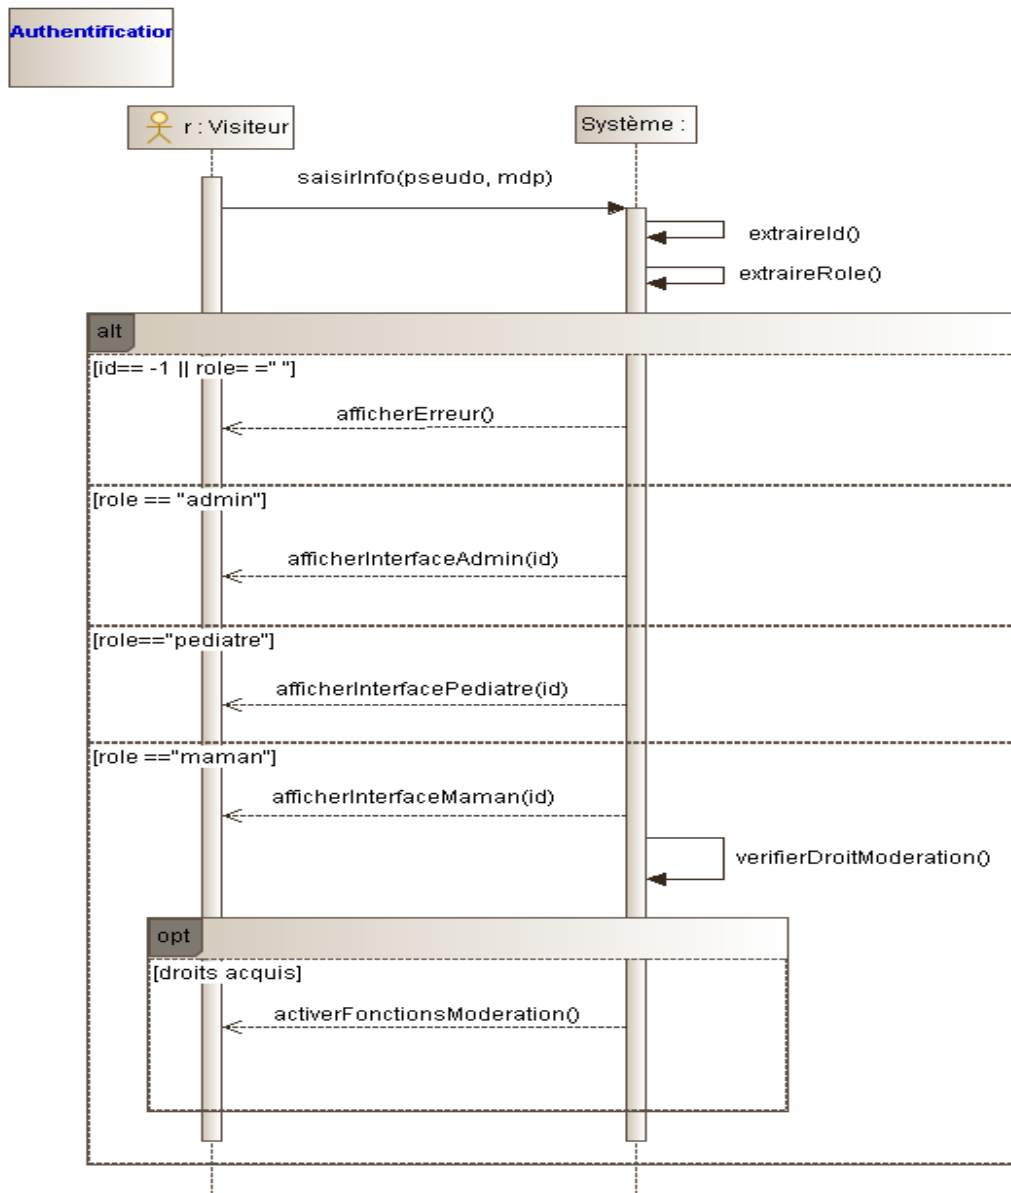 Authentification
r : Visiteur
Système :
saisirInfo(pseudo, mdp)
extraireId()
extraireRole()
alt
[id== -1 || role= =" "]
afficherErreur()
[role == "admin"]
afficherInterfaceAdmin(id)
[role=="pediatre"]
afficherInterfacePediatre(id)
[role =="maman"]
afficherInterfaceMaman(id)
verifierDroitModeration()
opt
[droits acquis]
activerFonctionsModeration()